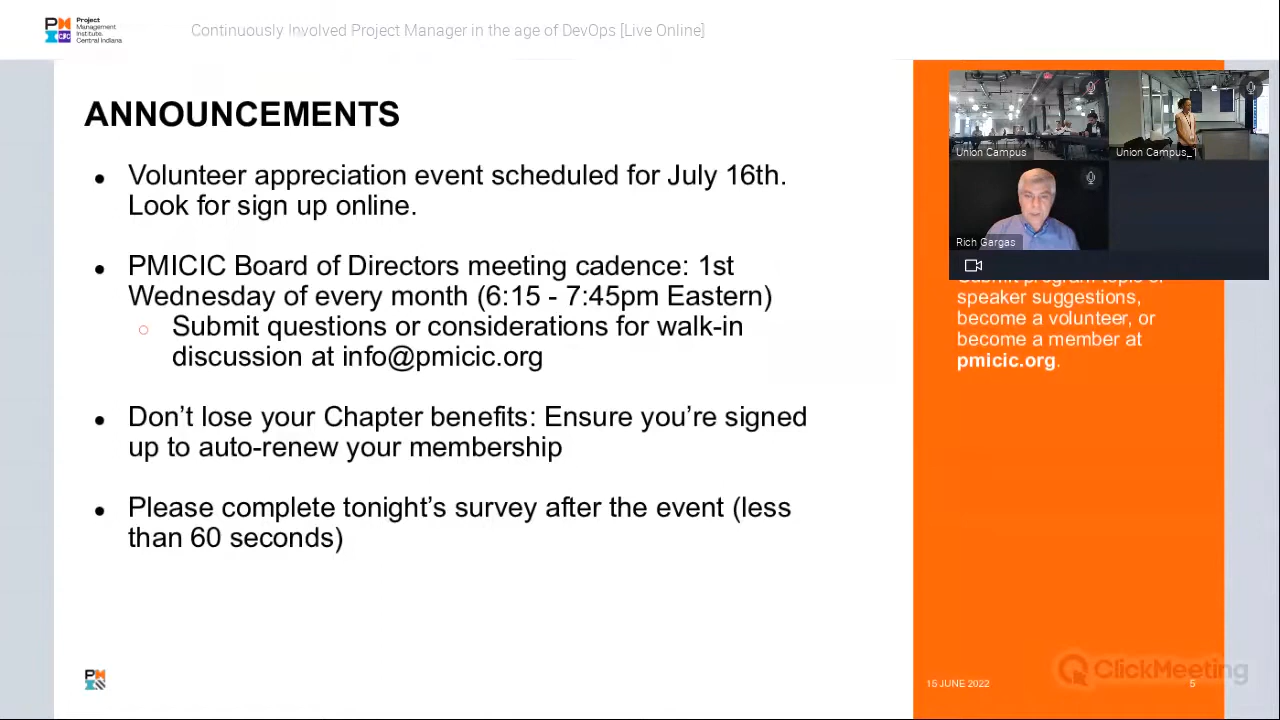 Project
Management
Institute.
Central Indiana
Continuously Involved Project Manager in the age of DevOps [Live Online]
ANNOUNCEMENTS
• Volunteer appreciation event scheduled for July 16th.
Look for sign up online.
• PMICIC Board of Directors meeting cadence: 1st
Wednesday of every month (6:15 - 7:45pm Eastern)
○ Submit questions or considerations for walk-in
discussion at info@pmicic.org
• Don’t lose your Chapter benefits: Ensure you’re signed
up to auto-renew your membership
• Please complete tonight’s survey after the event (less
than 60 seconds)
Union Campus
Union Campus_1
Rich Gargas
Submit program topic or
speaker suggestions,
become a volunteer, or
become a member at
pmicic.org.
ClickMeeting
15 JUNE 2022
5